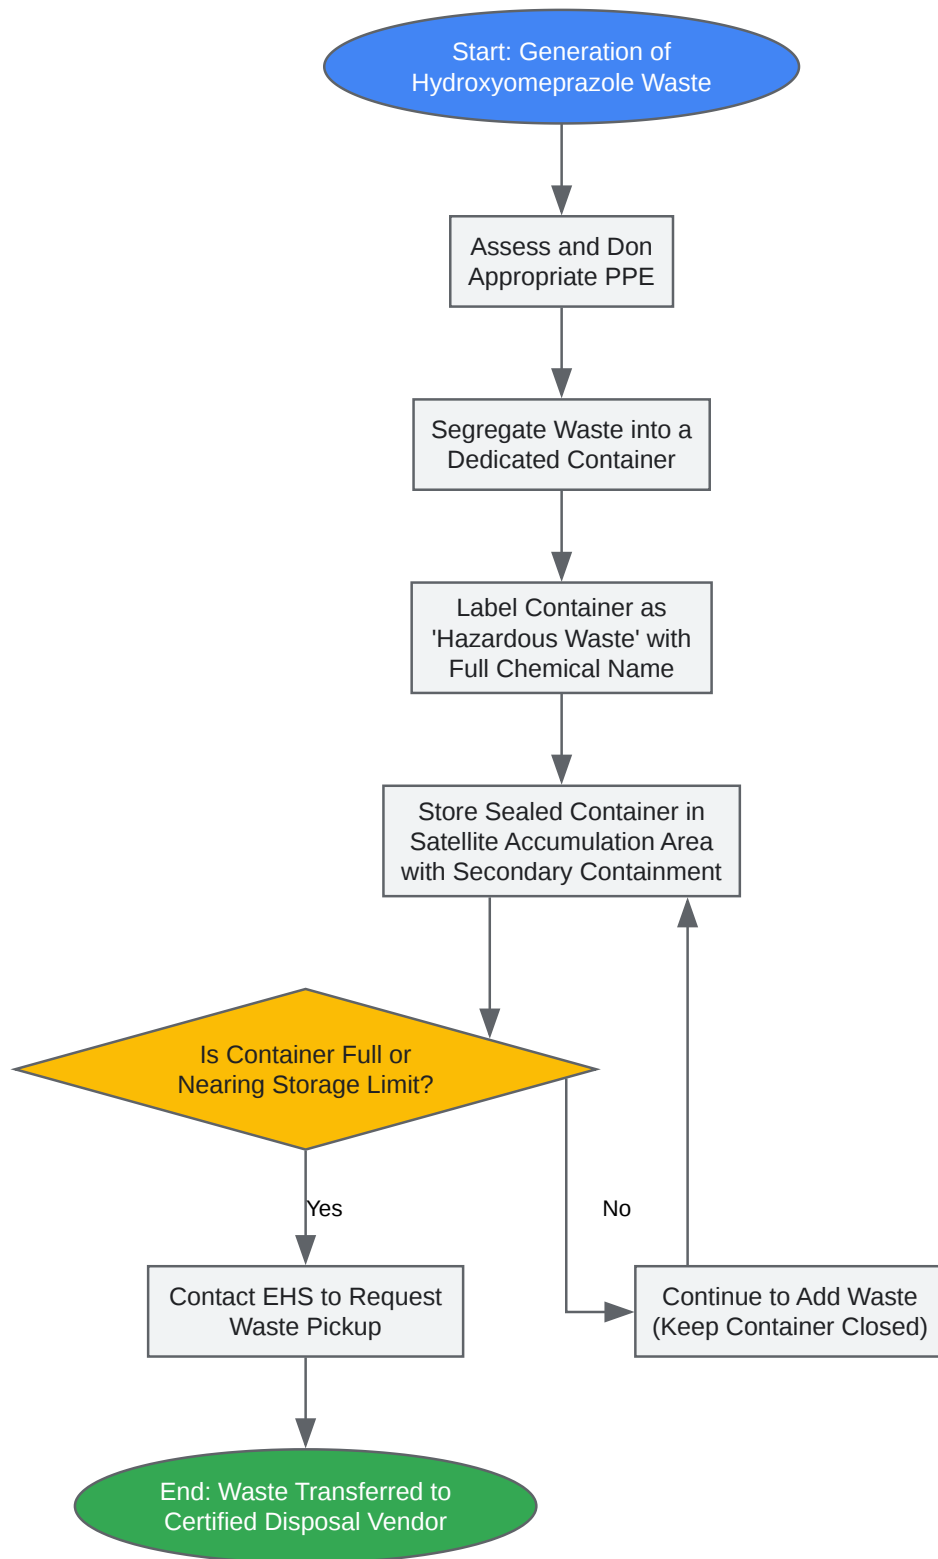 Start: Generation of
Hydroxyomeprazole Waste
Assess and Don
Appropriate PPE
Segregate Waste into a
Dedicated Container
Label Container as
'Hazardous Waste' with
Full Chemical Name
Store Sealed Container in
Satellite Accumulation Area
with Secondary Containment
Is Container Full or
Nearing Storage Limit?
Yes
No
Contact EHS to Request
Waste Pickup
Continue to Add Waste
(Keep Container Closed)
End: Waste Transferred to
Certified Disposal Vendor